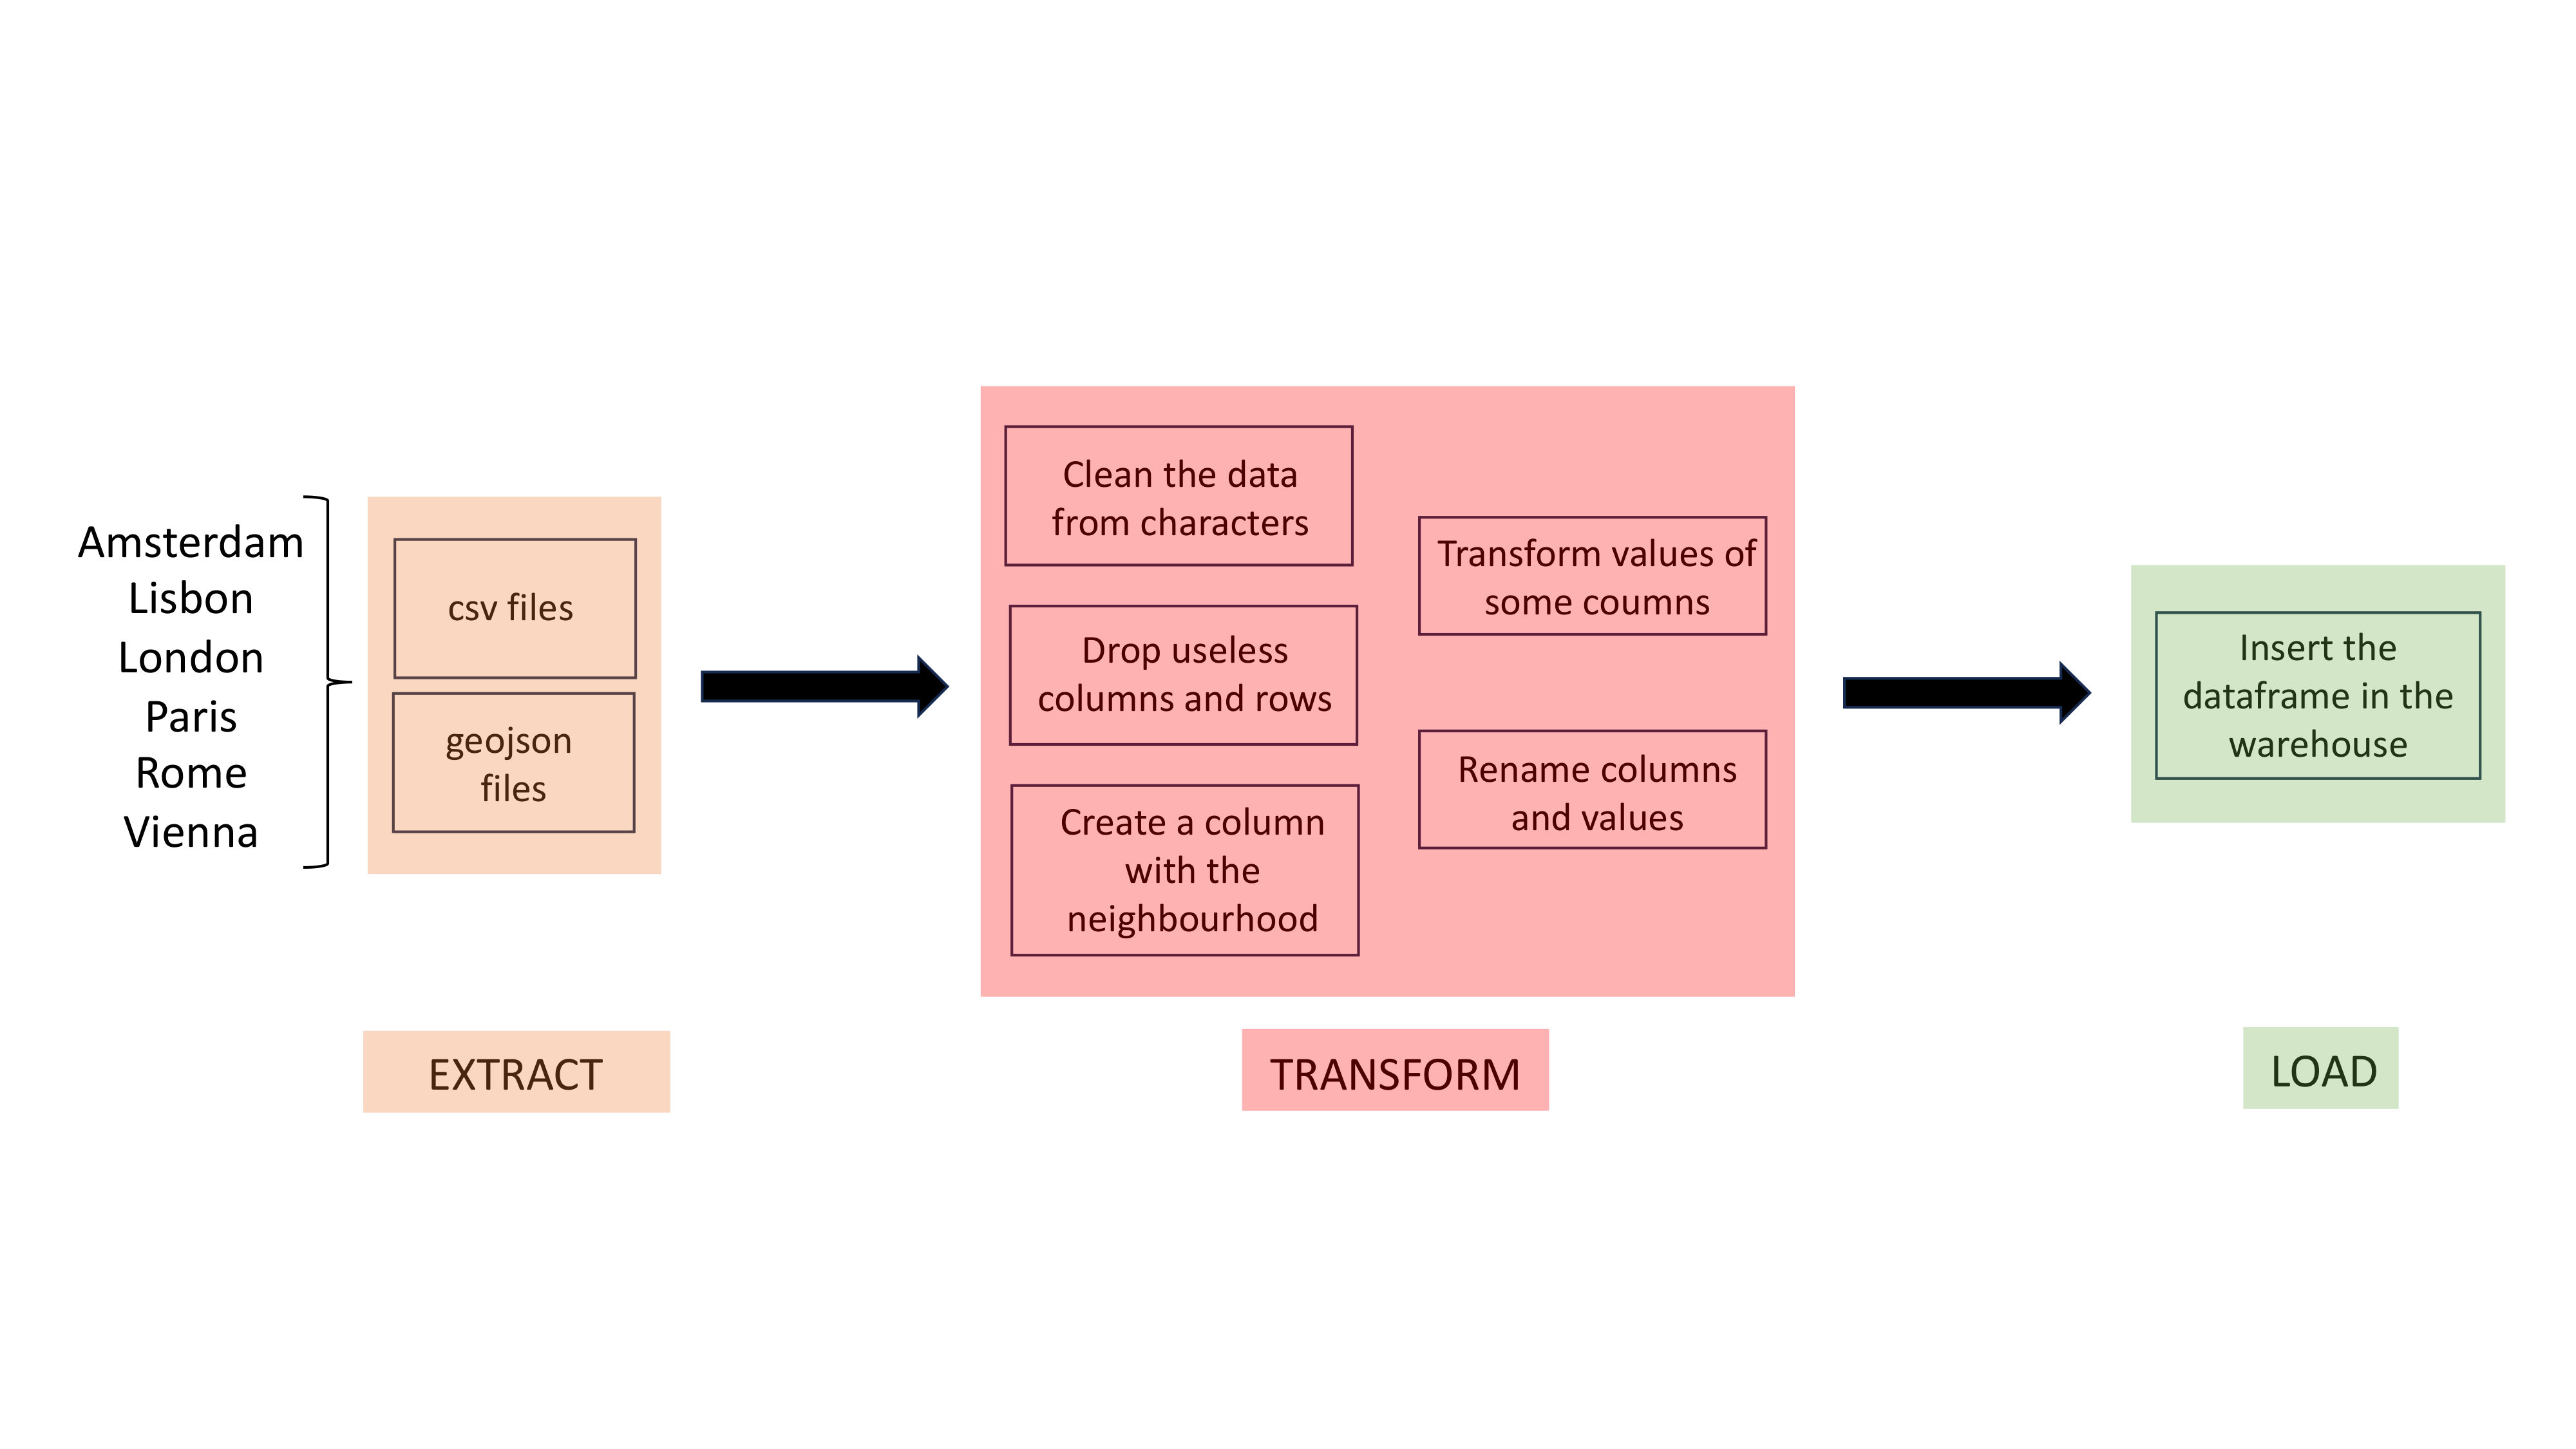 Amsterdam
Lisbon
London
Paris
Rome
Vienna
csv files
geojson
files
EXTRACT
Clean the data
from characters
Drop useless
columns and rows
Create a column
with the
neighbourhood
Transform values of
some coumns
Rename columns
and values
TRANSFORM
Insert the
dataframe in the
warehouse
LOAD